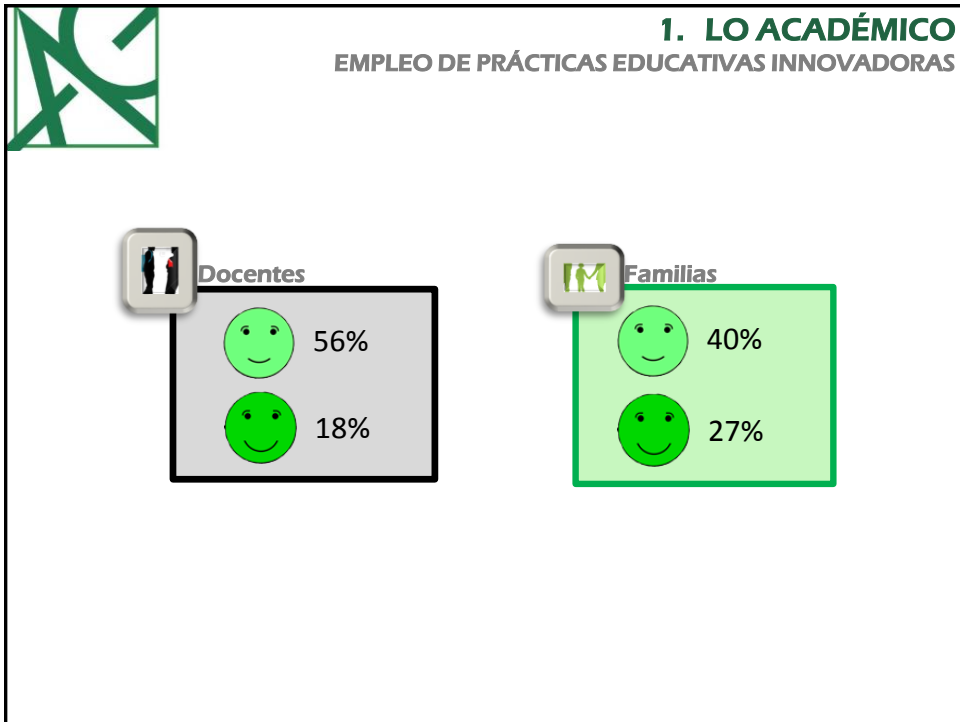 1. LO ACADÉMICO
EMPLEO DE PRÁCTICAS EDUCATIVAS INNOVADORAS
Docentes
56%
18%
Familias
40%
27%